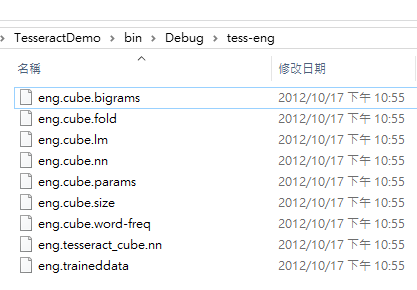 TesseractDemo > bin > Debug > tess-eng
名稱 修改日期
eng.cube.bigrams 2012/10/17 下午 10:55
eng.cube.fold 2012/10/17 下午 10:55
eng.cube.lm 2012/10/17 下午 10:55
eng.cube.nn 2012/10/17 下午 10:55
eng.cube.params 2012/10/17 下午 10:55
eng.cube.size 2012/10/17 下午 10:55
eng.cube.word-freq 2012/10/17 下午 10:55
eng.tesseract_cube.nn 2012/10/17 下午 10:55
eng.traineddata 2012/10/17 下午 10:55